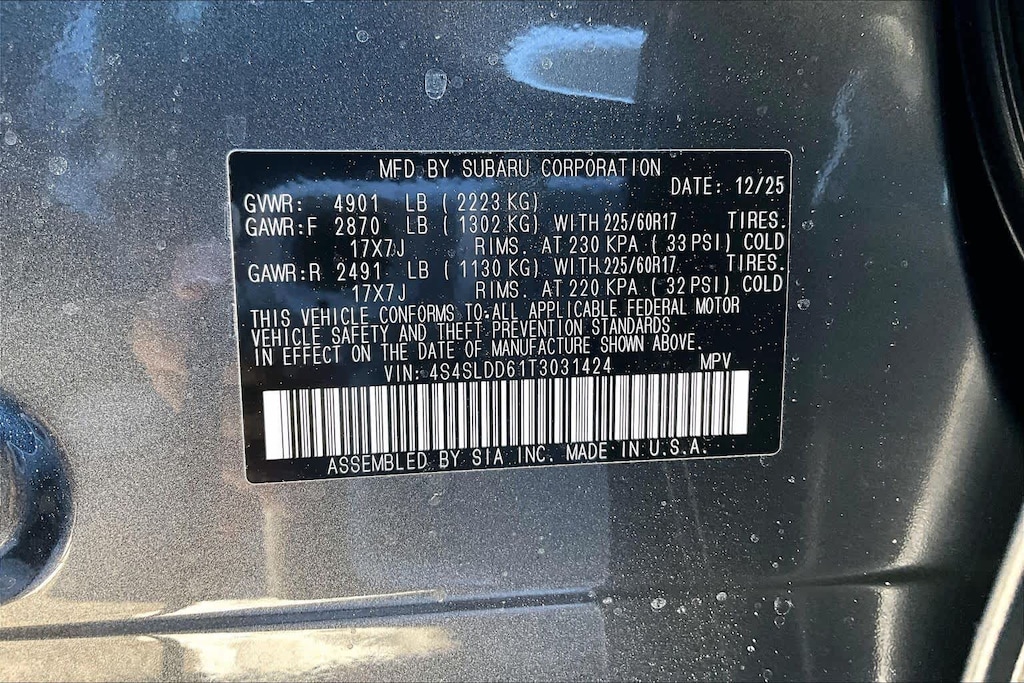 MFD BY SUBARU CORPORATION
DATE: 12/25
GVWR: 4901 LB ( 2223 KG)
GAWR:F 2870 LB ( 1302 KG) WITH 225/60R17 TIRES.
17X7J RIMS. AT 230 KPA ( 33 PSI) COLD
GAWR:R 2491 LB ( 1130 KG) WITH 225/60R17 TIRES.
17X7J RIMS. AT 220 KPA ( 32 PSI) COLD
THIS VEHICLE CONFORMS TO ALL APPLICABLE FEDERAL MOTOR
VEHICLE SAFETY AND THEFT PREVENTION STANDARDS
IN EFFECT ON THE DATE OF MANUFACTURE SHOWN ABOVE.
VIN: 4S4SLDD61T3031424 MPV
ASSEMBLED BY SIA INC. MADE IN U.S.A.